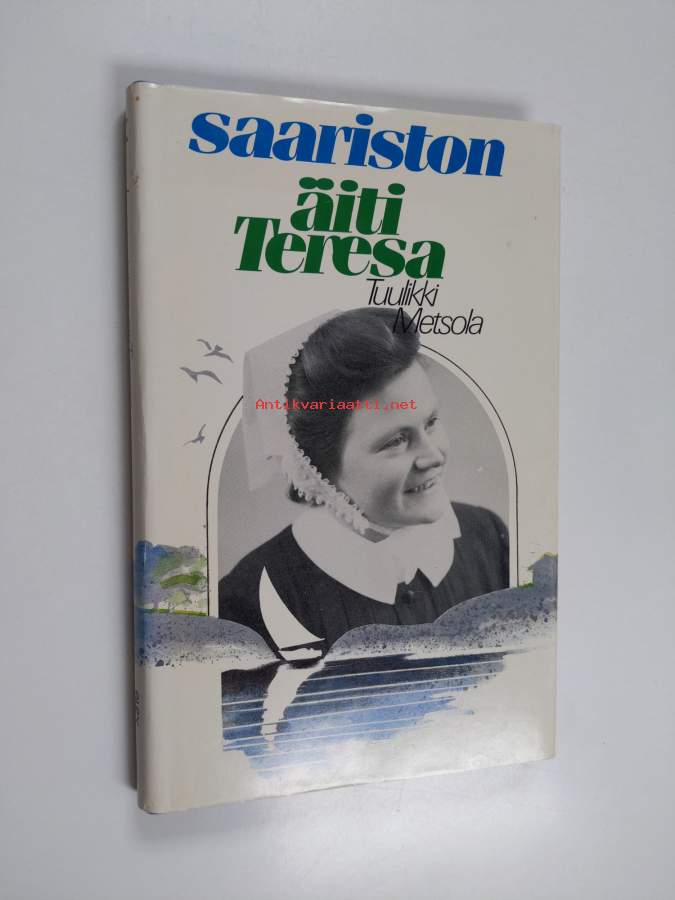 saariston
äiti
Teresa
Tuulikki
Metsola
Antikvariaatti.net